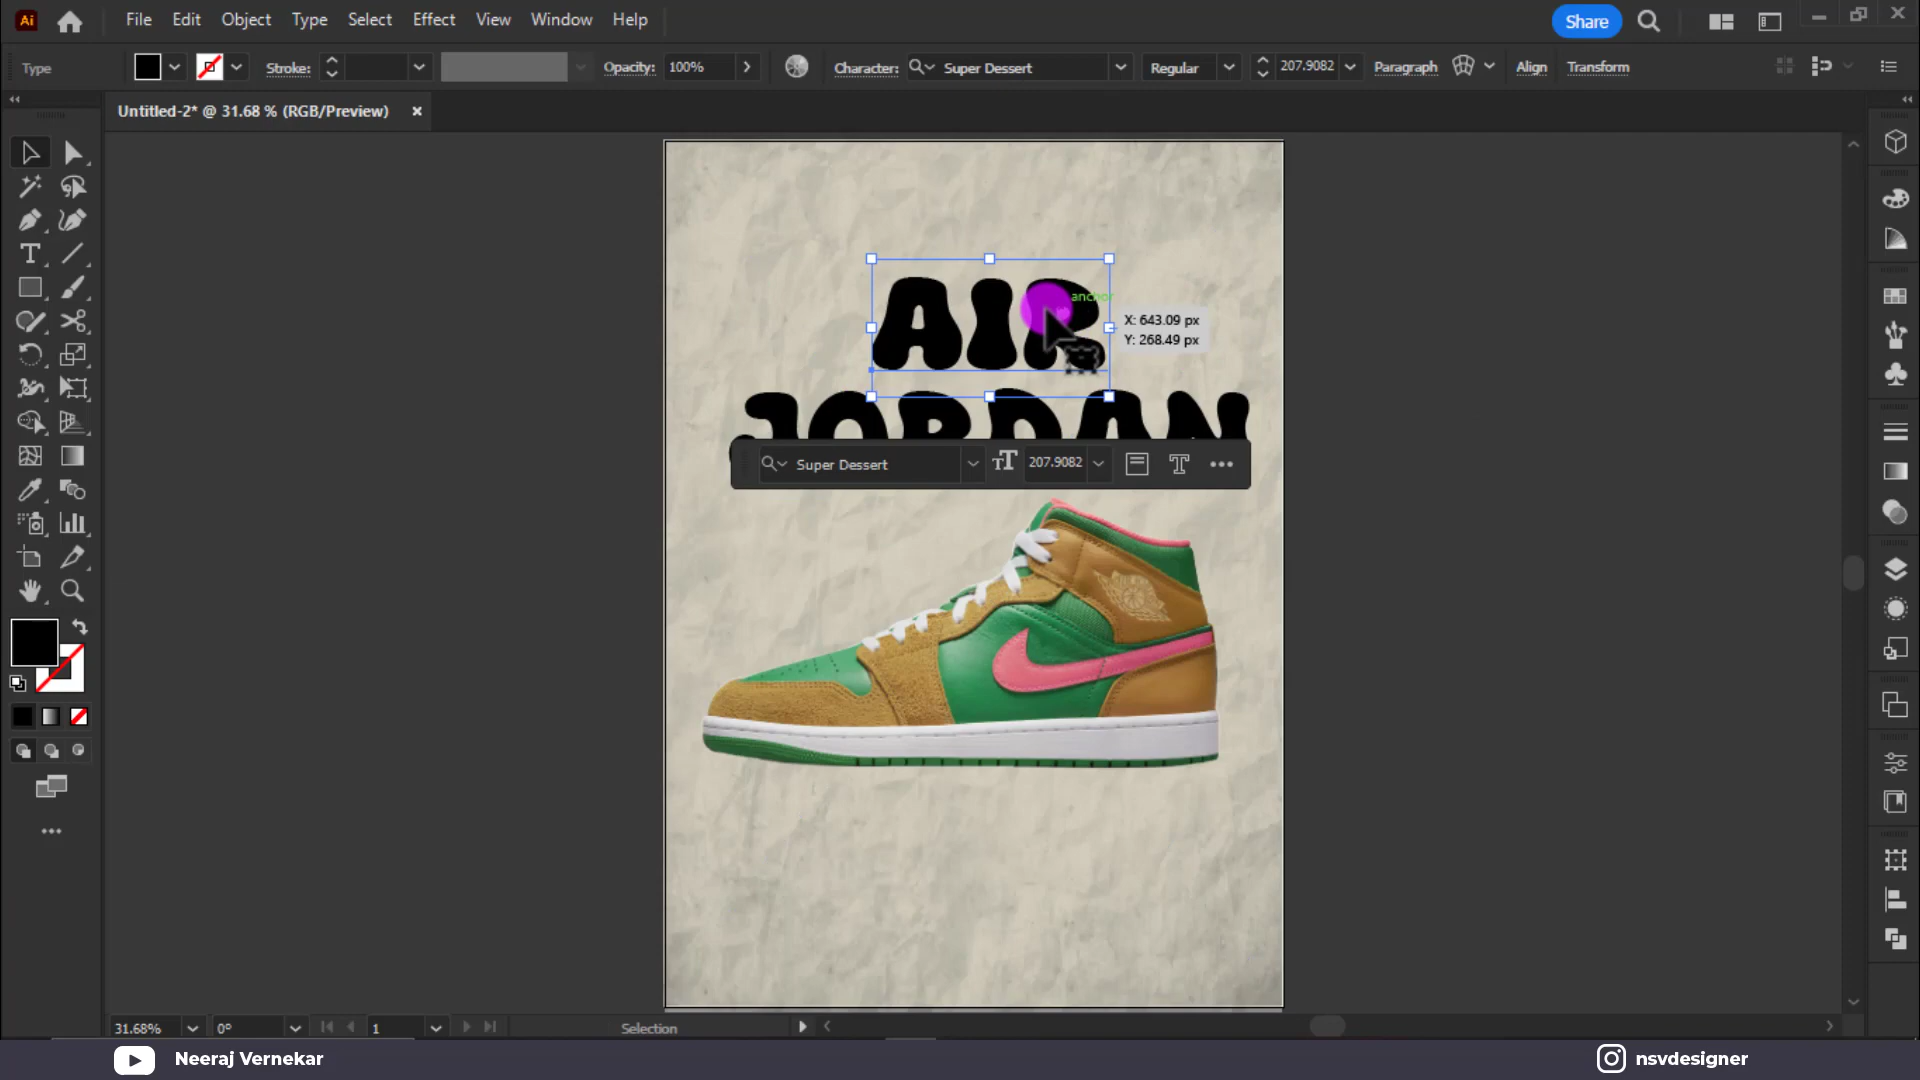 Ai File Edit Object Type Select Effect View Window Help Share
Type Stroke: Opacity: 100% Character: Super Dessert Regular 207.9082 Paragraph Align Transform
Untitled-2* @ 31.68 % (RGB/Preview)
AIR
anchor
X: 643.09 px
Y: 268.49 px
JORDAN
Super Dessert 207.9082
31.68% 0° 1 Selection
Neeraj Vernekar nsvdesigner